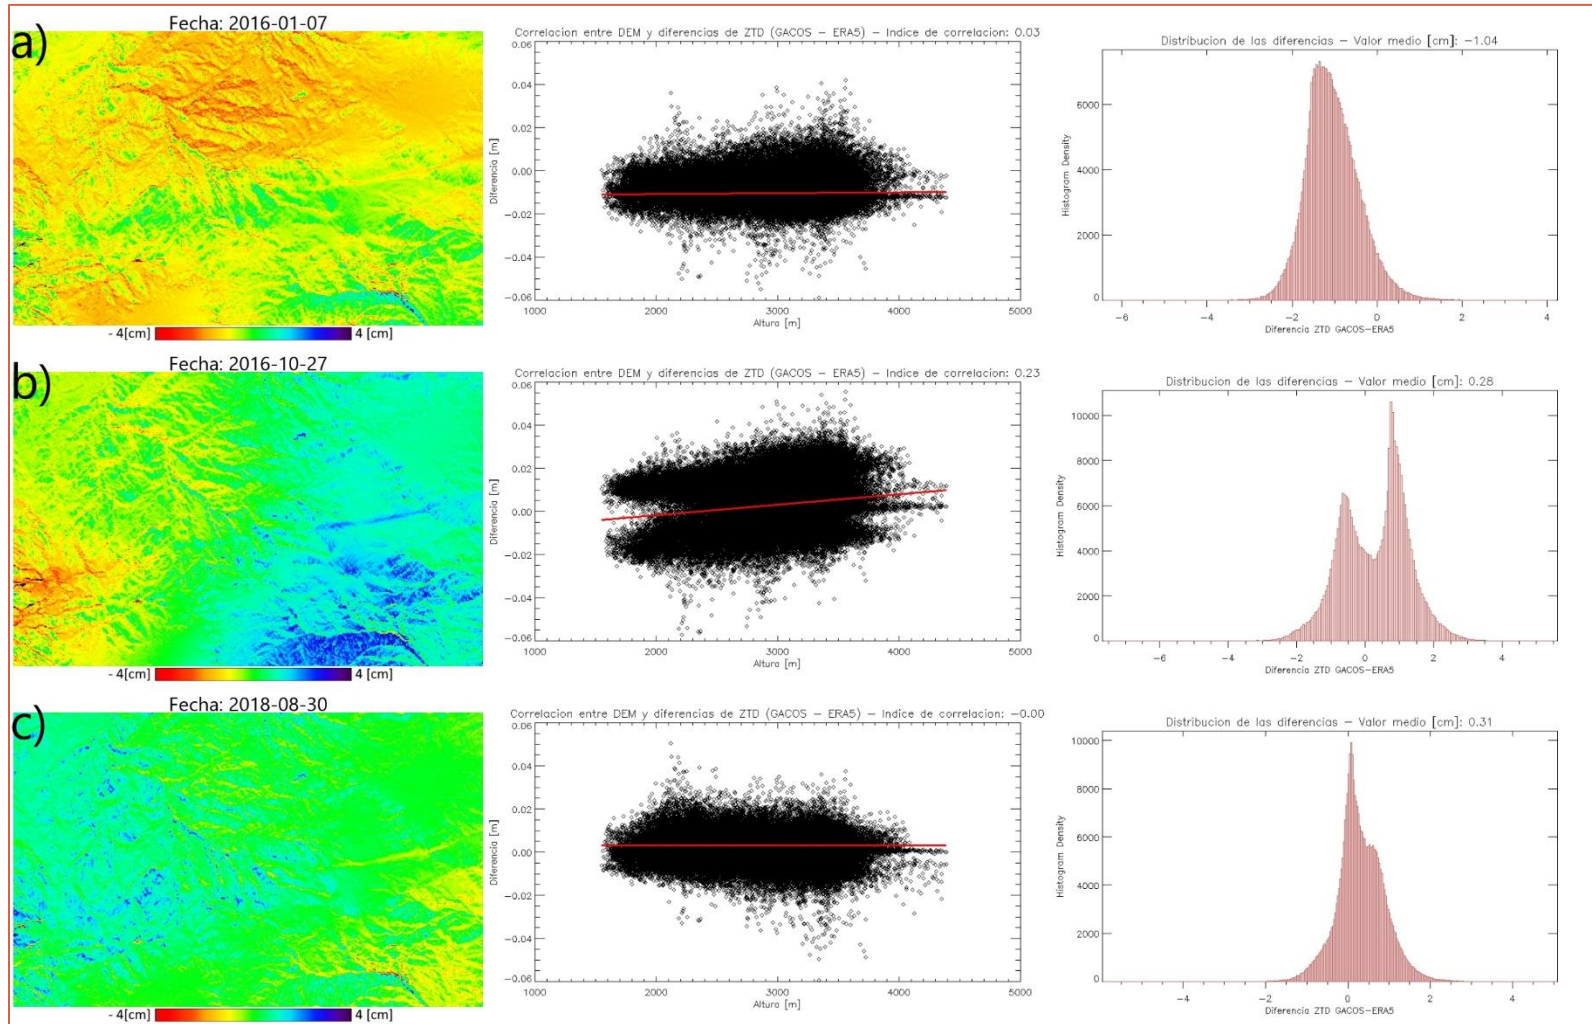 a)
Fecha: 2016-01-07
- 4[cm]
4 [cm]
Correlacion entre DEM y diferencias de ZTD (GACOS − ERA5) − Indice de correlacion: 0.03
Diferencia [m]
0.06
0.04
0.02
0.00
−0.02
−0.04
−0.06
1000
2000
3000
4000
5000
Altura [m]
Distribucion de las diferencias − Valor medio [cm]: −1.04
Histogram Density
6000
4000
2000
0
−6
−4
−2
0
2
4
Diferencia ZTD GACOS−ERA5
b)
Fecha: 2016-10-27
- 4[cm]
4 [cm]
Correlacion entre DEM y diferencias de ZTD (GACOS − ERA5) − Indice de correlacion: 0.23
Diferencia [m]
0.06
0.04
0.02
0.00
−0.02
−0.04
−0.06
1000
2000
3000
4000
5000
Altura [m]
Distribucion de las diferencias − Valor medio [cm]: 0.28
Histogram Density
10000
8000
6000
4000
2000
0
−6
−4
−2
0
2
4
Diferencia ZTD GACOS−ERA5
c)
Fecha: 2018-08-30
- 4[cm]
4 [cm]
Correlacion entre DEM y diferencias de ZTD (GACOS − ERA5) − Indice de correlacion: −0.00
Diferencia [m]
0.06
0.04
0.02
0.00
−0.02
−0.04
−0.06
1000
2000
3000
4000
5000
Altura [m]
Distribucion de las diferencias − Valor medio [cm]: 0.31
Histogram Density
10000
8000
6000
4000
2000
0
−4
−2
0
2
4
Diferencia ZTD GACOS−ERA5